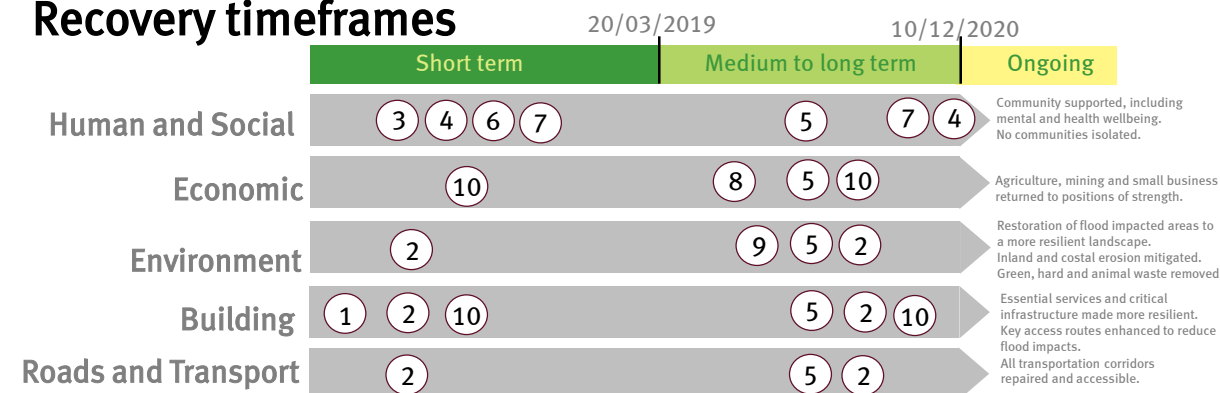 Recovery timeframes
20/03/2019
10/12/2020
Short term
Medium to long term
Ongoing
Human and Social
3 4 6 7 5 7 4
Community supported, including
mental and health wellbeing.
No communities isolated.
Economic
10 8 5 10
Agriculture, mining and small business
returned to positions of strength.
Environment
2 9 5 2
Restoration of flood impacted areas to
a more resilient landscape.
Inland and costal erosion mitigated.
Green, hard and animal waste removed
Building
1 2 10 5 2 10
Essential services and critical
infrastructure made more resilient.
Key access routes enhanced to reduce
flood impacts.
Roads and Transport
2 5 2
All transportation corridors
repaired and accessible.